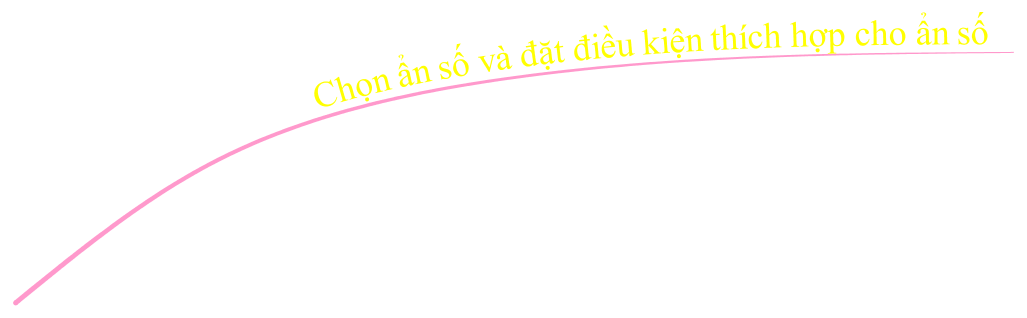 Chọn ẩn số và đặt điều kiện thích hợp cho ẩn số